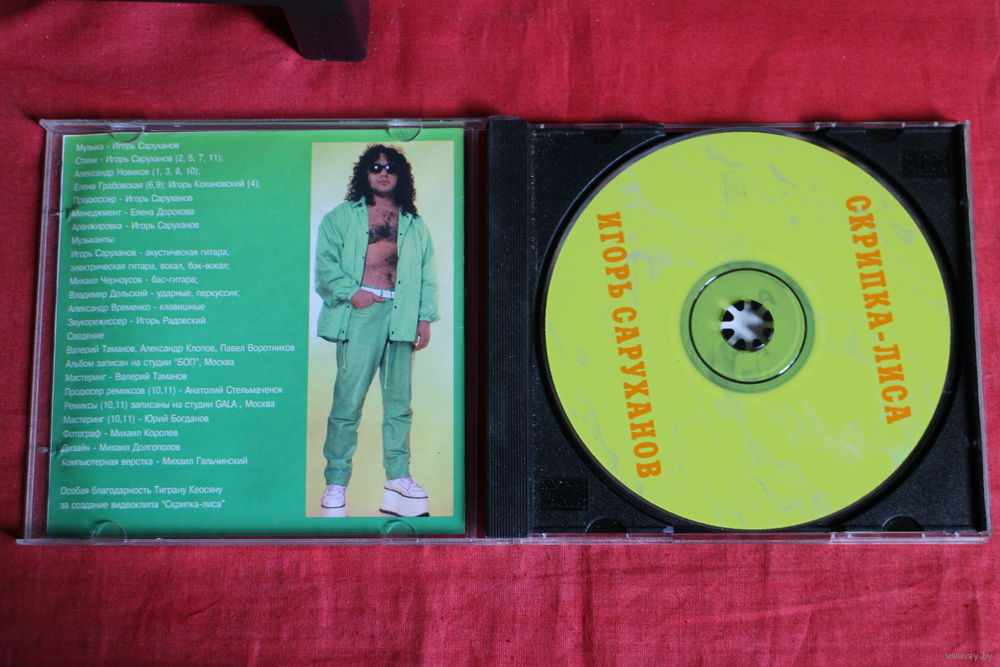 Музыка - Игорь Саруханов
Стихи - Игорь Саруханов (2, 5, 7, 11);
Александр Новиков (1, 3, 8, 10);
Елена Грабовская (6,9); Игорь Кохановский (4);
Продюссер - Игорь Саруханов
Менеджмент - Елена Дорохова
Аранжировка - Игорь Саруханов
Музыканты:
Игорь Саруханов - акустическая гитара,
электрическая гитара, вокал, бэк-вокал;
Михаил Черноусов - бас-гитара;
Владимир Дольский - ударные, перкуссия;
Александр Временко - клавишные
Звукорежиссер - Игорь Радовский
Сведение
Валерий Таманов, Александр Клопов, Павел Воротников
Альбом записан на студии "БОП", Москва
Мастеринг - Валерий Таманов
Продюсер ремиксов (10,11) - Анатолий Стельмаченок
Ремиксы (10,11) записаны на студии GALA , Москва
Мастеринг (10,11) - Юрий Богданов
Фотограф - Михаил Королев
Дизайн - Михаил Долгополов
Компьютерная верстка - Михаил Гальчинский
Особая благодарность Тиграну Кеосяну
за создание видеоклипа "Скрипка-лиса"
ИГОРЬ САРУХАНОВ
СКРИПКА-ЛИСА
www.ay.by